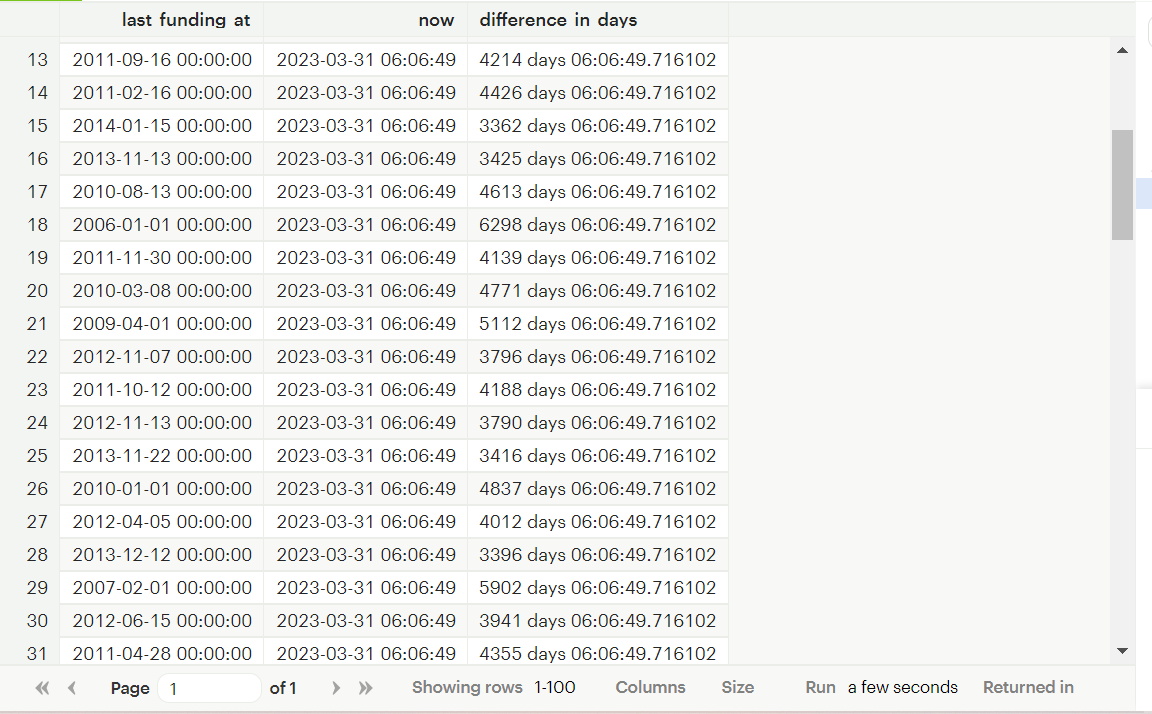 last funding at now difference in days
13 2011-09-16 00:00:00 2023-03-31 06:06:49 4214 days 06:06:49.716102
14 2011-02-16 00:00:00 2023-03-31 06:06:49 4426 days 06:06:49.716102
15 2014-01-15 00:00:00 2023-03-31 06:06:49 3362 days 06:06:49.716102
16 2013-11-13 00:00:00 2023-03-31 06:06:49 3425 days 06:06:49.716102
17 2010-08-13 00:00:00 2023-03-31 06:06:49 4613 days 06:06:49.716102
18 2006-01-01 00:00:00 2023-03-31 06:06:49 6298 days 06:06:49.716102
19 2011-11-30 00:00:00 2023-03-31 06:06:49 4139 days 06:06:49.716102
20 2010-03-08 00:00:00 2023-03-31 06:06:49 4771 days 06:06:49.716102
21 2009-04-01 00:00:00 2023-03-31 06:06:49 5112 days 06:06:49.716102
22 2012-11-07 00:00:00 2023-03-31 06:06:49 3796 days 06:06:49.716102
23 2011-10-12 00:00:00 2023-03-31 06:06:49 4188 days 06:06:49.716102
24 2012-11-13 00:00:00 2023-03-31 06:06:49 3790 days 06:06:49.716102
25 2013-11-22 00:00:00 2023-03-31 06:06:49 3416 days 06:06:49.716102
26 2010-01-01 00:00:00 2023-03-31 06:06:49 4837 days 06:06:49.716102
27 2012-04-05 00:00:00 2023-03-31 06:06:49 4012 days 06:06:49.716102
28 2013-12-12 00:00:00 2023-03-31 06:06:49 3396 days 06:06:49.716102
29 2007-02-01 00:00:00 2023-03-31 06:06:49 5902 days 06:06:49.716102
30 2012-06-15 00:00:00 2023-03-31 06:06:49 3941 days 06:06:49.716102
31 2011-04-28 00:00:00 2023-03-31 06:06:49 4355 days 06:06:49.716102
Page 1 of 1 Showing rows 1-100 Columns Size Run a few seconds Returned in